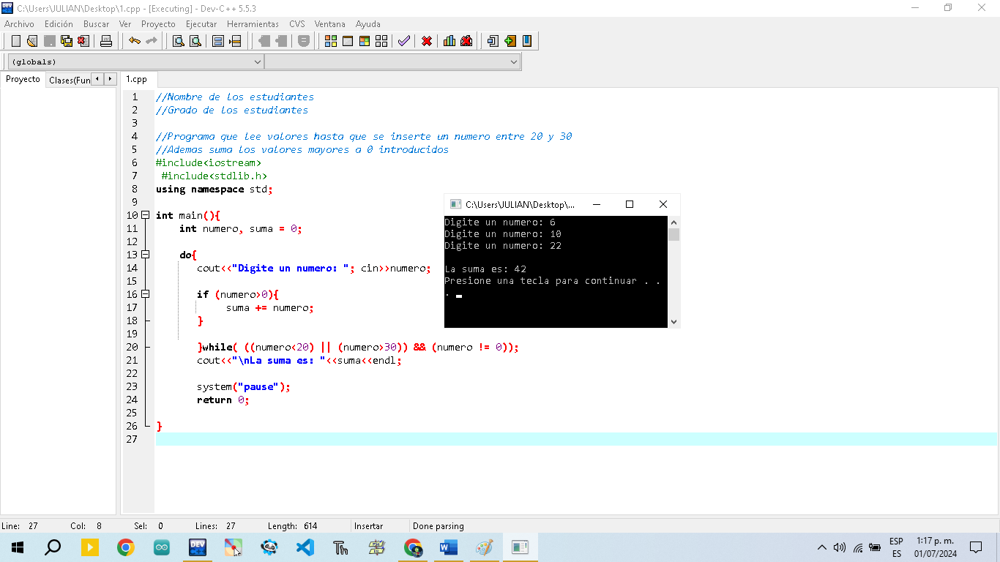 C:\Users\JULIAN\Desktop\1.cpp - [Executing] - Dev-C++ 5.5.3
Archivo Edición Buscar Ver Proyecto Ejecutar Herramientas CVS Ventana Ayuda
(globals)
Proyecto Clases(Fun 1.cpp
1 //Nombre de los estudiantes
2 //Grado de los estudiantes
3
4 //Programa que lee valores hasta que se inserte un numero entre 20 y 30
5 //Ademas suma los valores mayores a 0 introducidos
6 #include<iostream>
7 #include<stdlib.h>
8 using namespace std;
9
10 int main(){
11 int numero, suma = 0;
12
13 do{
14 cout<<"Digite un numero: "; cin>>numero;
15
16 if (numero>0){
17 suma += numero;
18 }
19
20 }while( ((numero<20) || (numero>30)) && (numero != 0));
21 cout<<"\nLa suma es: "<<suma<<endl;
22
23 system("pause");
24 return 0;
25
26 }
27
C:\Users\JULIAN\Desktop\...
Digite un numero: 6
Digite un numero: 10
Digite un numero: 22
La suma es: 42
Presione una tecla para continuar . .
.
Line: 27 Col: 8 Sel: 0 Lines: 27 Length: 614 Insertar Done parsing
DEV
Th
W
ESP
ES
1:17 p. m.
01/07/2024